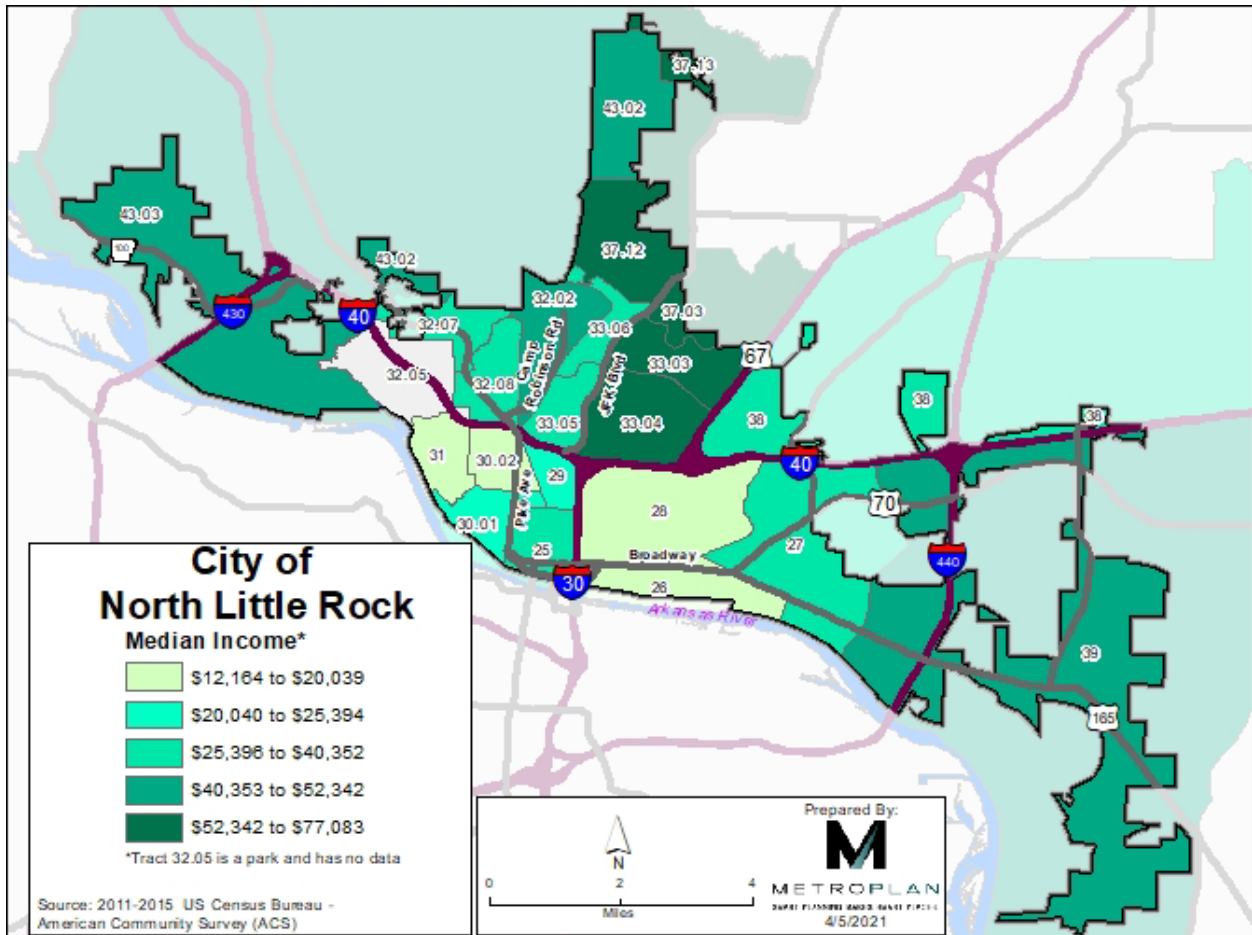 37.13
43.02
43.03
100
37.12
43.02
430
40
32.07
32.02
Camp
Robinson Rd
33.06
37.03
JFK Blvd
67
33.03
32.05
32.08
33.05
33.04
38
38
38
31
30.02
29
40
70
28
30.01
Pike Ave
25
Broadway
27
440
30
26
Arkansas River
39
165
City of
North Little Rock
Median Income*
$12,164 to $20,039
$20,040 to $25,394
$25,396 to $40,352
$40,353 to $52,342
$52,342 to $77,083
*Tract 32.05 is a park and has no data
Source: 2011-2015 US Census Bureau -
American Community Survey (ACS)
N
0 2 4
Miles
Prepared By:
M
METROPLAN
SMART PLANNING MAKES SMART PLACES
4/5/2021